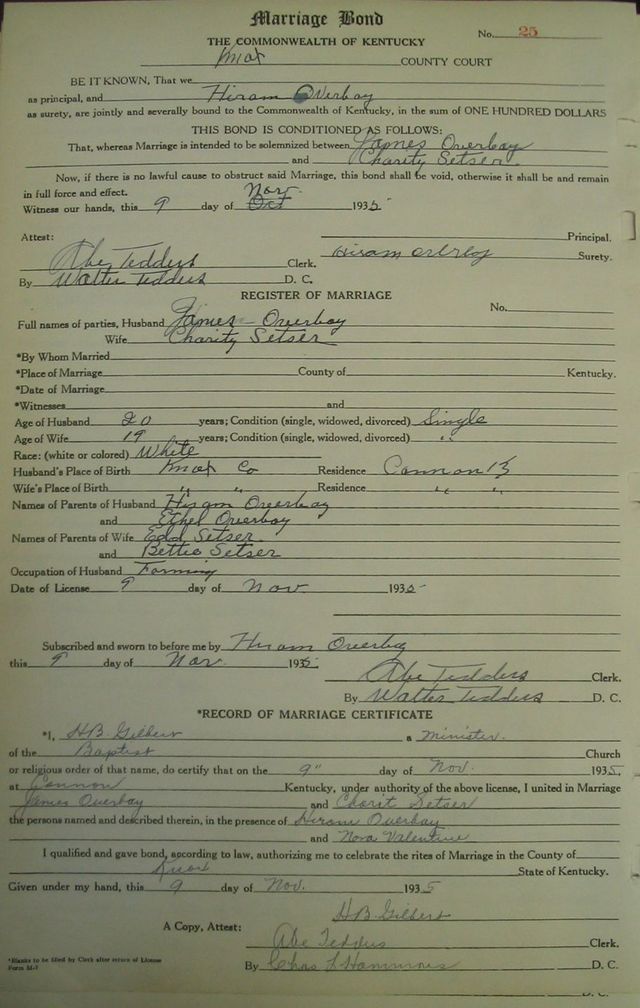 Marriage Bond
No. 25
THE COMMONWEALTH OF KENTUCKY
Knox COUNTY COURT
BE IT KNOWN, That we
as principal, and Hiram Overbay
as surety, are jointly and severally bound to the Commonwealth of Kentucky, in the sum of ONE HUNDRED DOLLARS
THIS BOND IS CONDITIONED AS FOLLOWS:
That, whereas Marriage is intended to be solemnized between James Overbay
and Charity Setser
Now, if there is no lawful cause to obstruct said Marriage, this bond shall be void, otherwise it shall be and remain
in full force and effect.
Nov.
Witness our hands, this 9 day of Oct 1935
Attest: Principal.
Abe Tedders Clerk. Hiram Surety.
By Walter Tedders D. C.
REGISTER OF MARRIAGE
No.
Full names of parties, Husband James Overbay
Wife Charity Setser
*By Whom Married
*Place of Marriage County of Kentucky.
*Date of Marriage
*Witnesses and
Age of Husband 20 years; Condition (single, widowed, divorced) Single
Age of Wife 19 years; Condition (single, widowed, divorced) " "
Race: (white or colored) White
Husband's Place of Birth Knox Co Residence Cannon
Wife's Place of Birth " " Residence " "
Names of Parents of Husband Hiram Overbay
and Ethel Overbay
Names of Parents of Wife Edd Setser
and Bettie Setser
Occupation of Husband Farming
Date of License 9 day of Nov 1935
Subscribed and sworn to before me by Hiram Overbay
this 9 day of Nov. 1935
Abe Tedders Clerk.
By Walter Tedders D. C.
*RECORD OF MARRIAGE CERTIFICATE
*I, H.B. Gilbert a Minister.
of the Baptist Church
or religious order of that name, do certify that on the 9" day of Nov. 1935,
at Cannon Kentucky, under authority of the above license, I united in Marriage
James Overbay and Charit Setser
the persons named and described therein, in the presence of Hiram Overbay
and Nora Valentine
I qualified and gave bond, according to law, authorizing me to celebrate the rites of Marriage in the County of
Knox State of Kentucky.
Given under my hand, this 9 day of Nov. 1935
H.B. Gilbert
A Copy, Attest:
Abe Tedders Clerk.
*Blanks to be filled by Clerk after return of License
Form M-7
By Chas L Hammons D. C.
D. C.